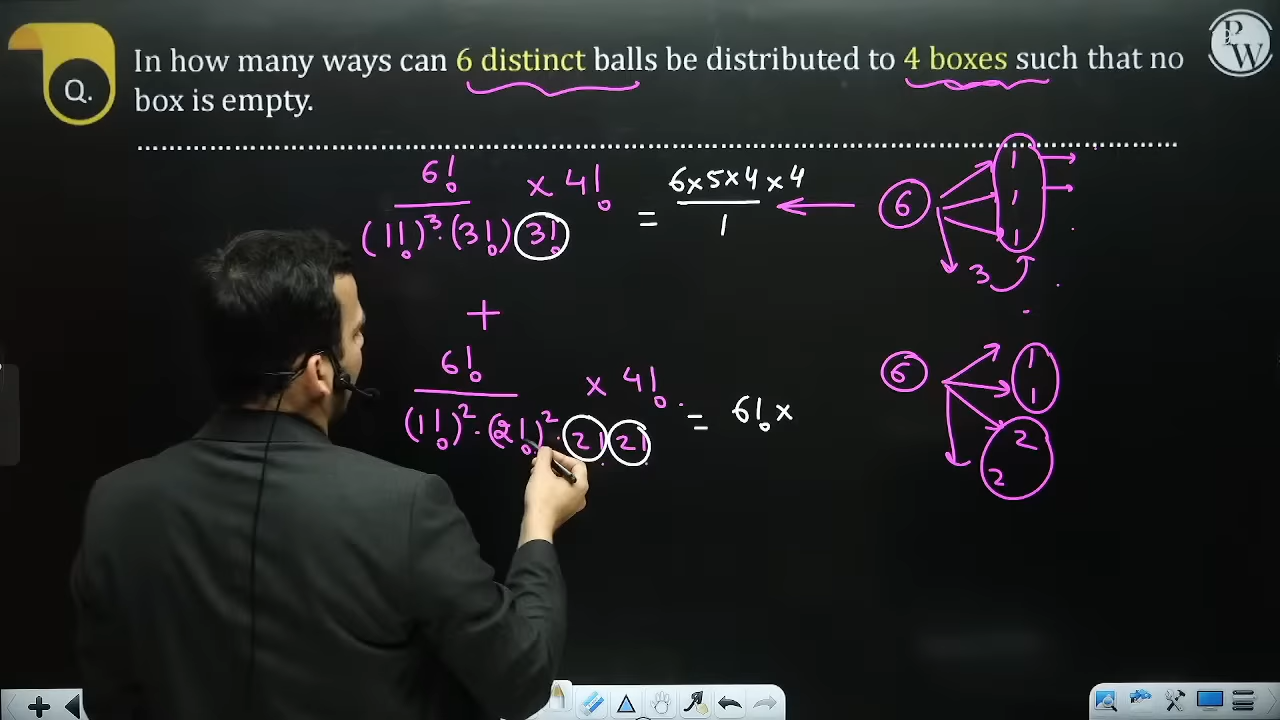 Q.
In how many ways can 6 distinct balls be distributed to 4 boxes such that no
box is empty.
PW
6! / (1!)³·(3!) 3! × 4! = 6×5×4×4 / 1
6
1
1
1
3
+
6! / (1!)²·(2!)²·2! 2! × 4! = 6! ×
6
1
1
2
2